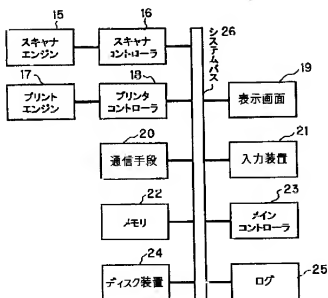 15
16
26
スキャナ
エンジン
スキャナ
コントローラ
システムバス
19
17
18
プリント
エンジン
プリンタ
コントローラ
表示画面
20
21
通信手段
入力装置
22
23
メモリ
メイン
コントローラ
24
25
ディスク装置
ログ